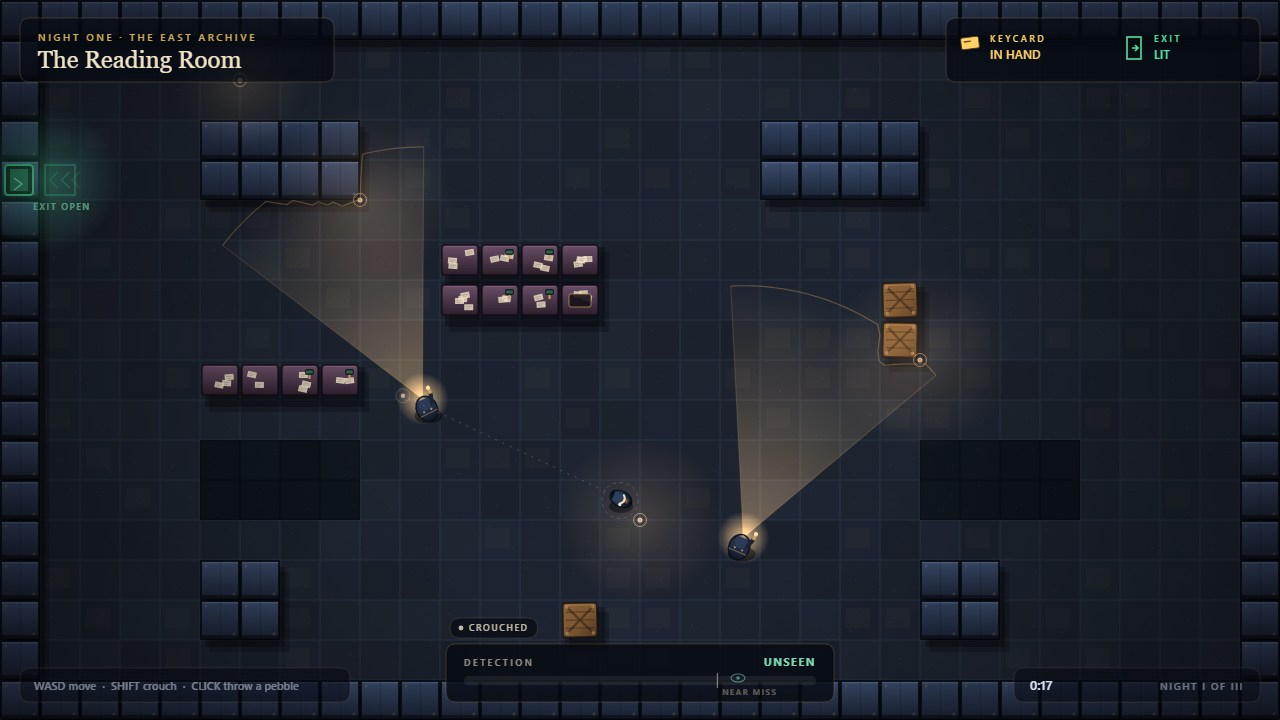 NIGHT ONE · THE EAST ARCHIVE
The Reading Room
KEYCARD
IN HAND
EXIT
LIT
EXIT OPEN
CROUCHED
DETECTION
UNSEEN
NEAR MISS
WASD move · SHIFT crouch · CLICK throw a pebble
0:17
NIGHT I OF III